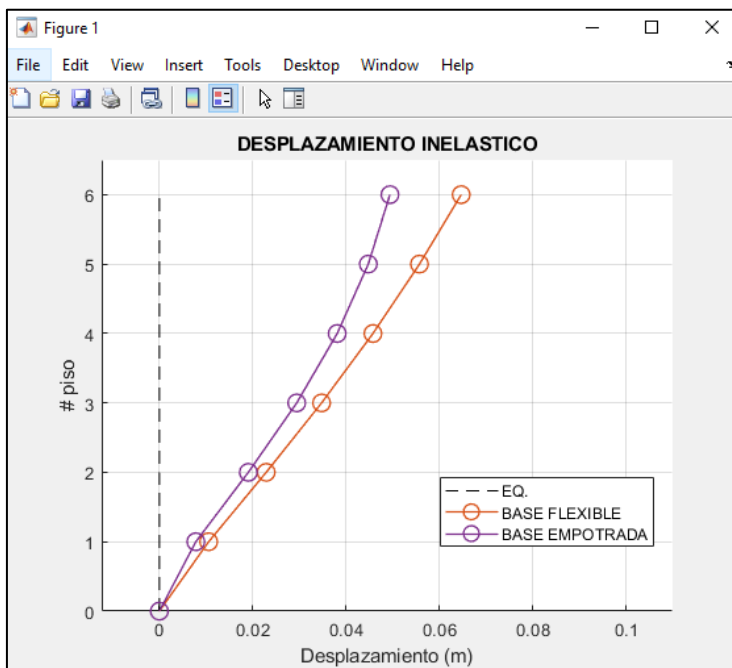 Figure 1
File Edit View Insert Tools Desktop Window Help
DESPLAZAMIENTO INELASTICO
6
5
4
3
2
1
0
# piso
EQ.
BASE FLEXIBLE
BASE EMPOTRADA
0 0.02 0.04 0.06 0.08 0.1
Desplazamiento (m)